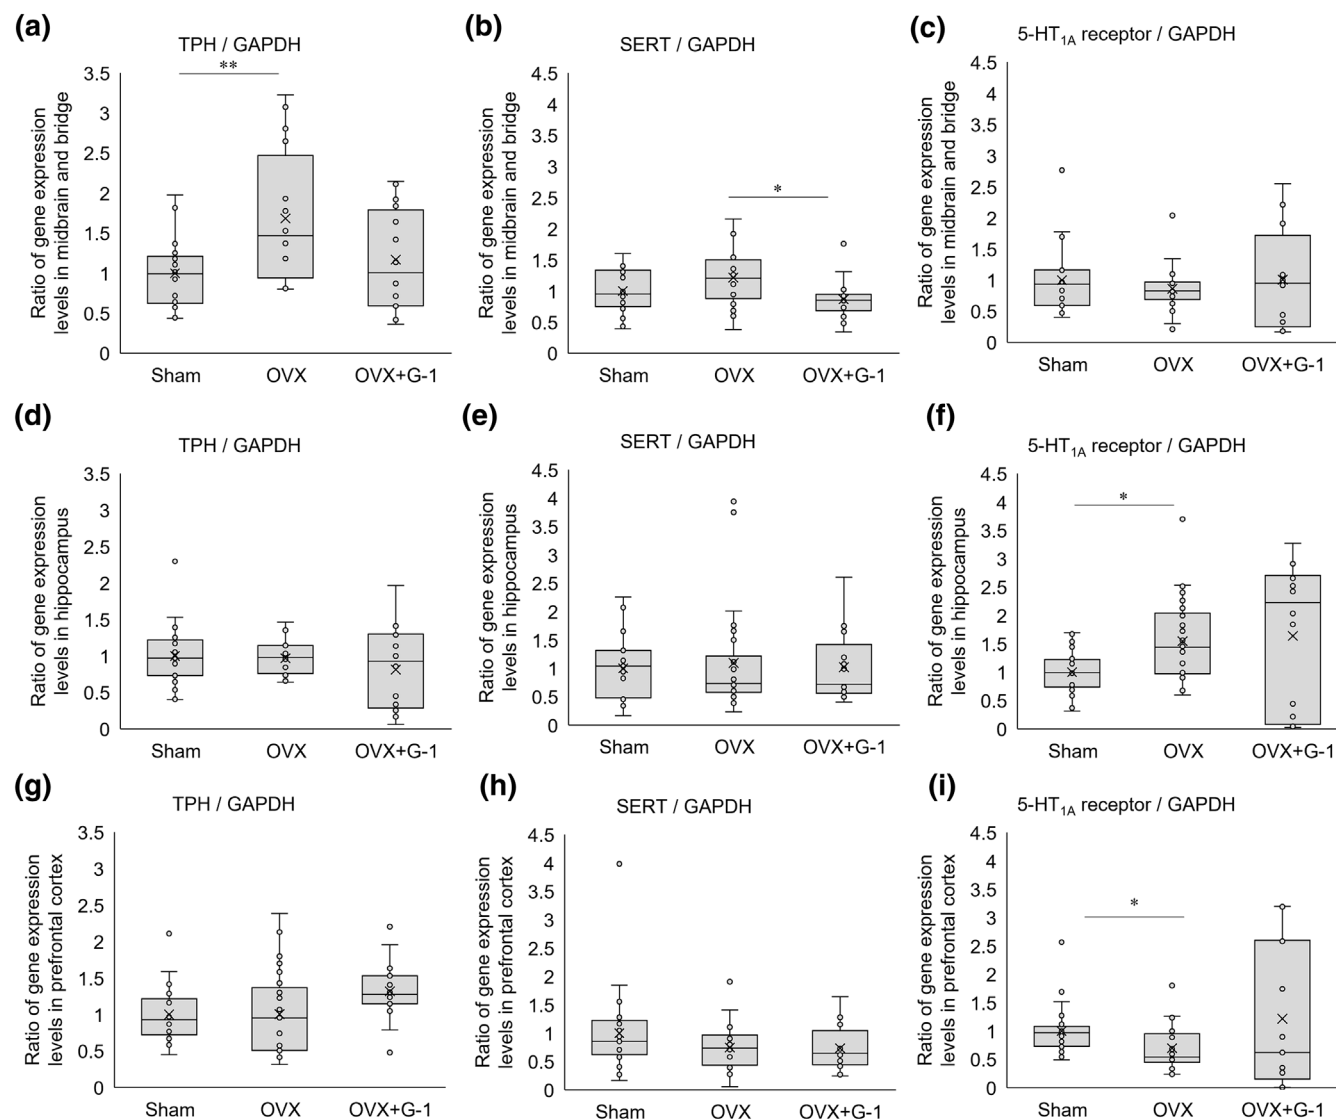 (a)
TPH / GAPDH
**
Ratio of gene expression
levels in midbrain and bridge
3.5
3
2.5
2
1.5
1
0.5
0
Sham OVX OVX+G-1
(b)
SERT / GAPDH
*
Ratio of gene expression
levels in midbrain and bridge
4.5
4
3.5
3
2.5
2
1.5
1
0.5
0
Sham OVX OVX+G-1
(c)
5-HT1A receptor / GAPDH
Ratio of gene expression
levels in midbrain and bridge
4.5
4
3.5
3
2.5
2
1.5
1
0.5
0
Sham OVX OVX+G-1
(d)
TPH / GAPDH
Ratio of gene expression
levels in hippocampus
3.5
3
2.5
2
1.5
1
0.5
0
Sham OVX OVX+G-1
(e)
SERT / GAPDH
Ratio of gene expression
levels in hippocampus
4.5
4
3.5
3
2.5
2
1.5
1
0.5
0
Sham OVX OVX+G-1
(f)
5-HT1A receptor / GAPDH
*
Ratio of gene expression
levels in hippocampus
4.5
4
3.5
3
2.5
2
1.5
1
0.5
0
Sham OVX OVX+G-1
(g)
TPH / GAPDH
Ratio of gene expression
levels in prefrontal cortex
3.5
3
2.5
2
1.5
1
0.5
0
Sham OVX OVX+G-1
(h)
SERT / GAPDH
Ratio of gene expression
levels in prefrontal cortex
4.5
4
3.5
3
2.5
2
1.5
1
0.5
0
Sham OVX OVX+G-1
(i)
5-HT1A receptor / GAPDH
*
Ratio of gene expression
levels in prefrontal cortex
4.5
4
3.5
3
2.5
2
1.5
1
0.5
0
Sham OVX OVX+G-1